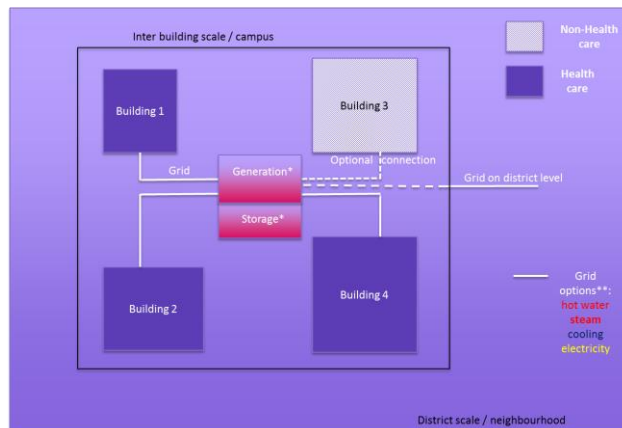 Inter building scale / campus
Non-Health
care
Health
care
Building 1
Building 3
Optional connection
Grid
Generation*
Grid on district level
Storage*
Building 2
Building 4
Grid
options**:
hot water
steam
cooling
electricity
District scale / neighbourhood